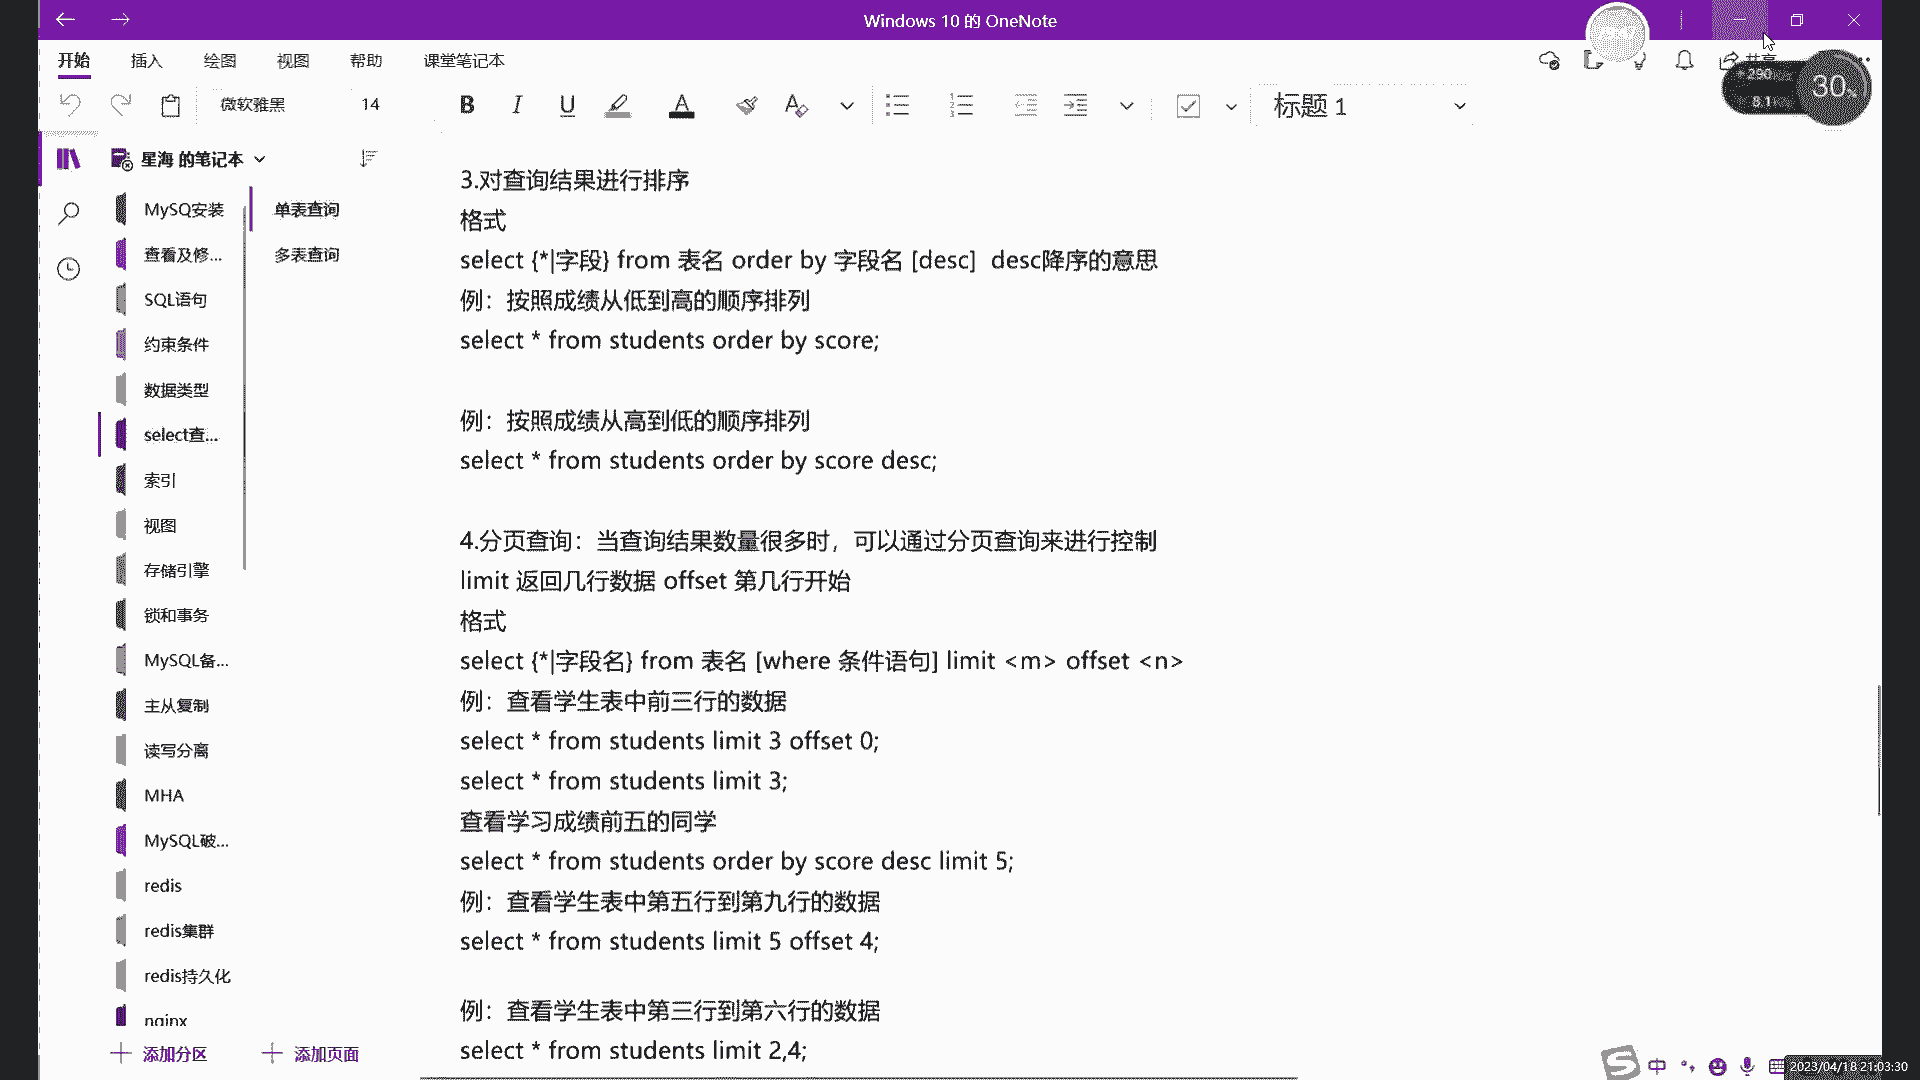 Windows 10 的 OneNote
开始 插入 绘图 视图 帮助 课堂笔记本
共享
290
8.1
30
微软雅黑 14 B I U A 标题 1
星海 的笔记本
MySQ安装
查看及修...
SQL语句
约束条件
数据类型
select查...
索引
视图
存储引擎
锁和事务
MySQL备...
主从复制
读写分离
MHA
MySQL破...
redis
redis集群
redis持久化
nginx
添加分区
单表查询
多表查询
添加页面
3.对查询结果进行排序
格式
select {*|字段} from 表名 order by 字段名 [desc]  desc降序的意思
例：按照成绩从低到高的顺序排列
select * from students order by score;
例：按照成绩从高到低的顺序排列
select * from students order by score desc;
4.分页查询：当查询结果数量很多时，可以通过分页查询来进行控制
limit 返回几行数据 offset 第几行开始
格式
select {*|字段名} from 表名 [where 条件语句] limit <m> offset <n>
例：查看学生表中前三行的数据
select * from students limit 3 offset 0;
select * from students limit 3;
查看学习成绩前五的同学
select * from students order by score desc limit 5;
例：查看学生表中第五行到第九行的数据
select * from students limit 5 offset 4;
例：查看学生表中第三行到第六行的数据
select * from students limit 2,4;
中
2023/04/18 21:03:30